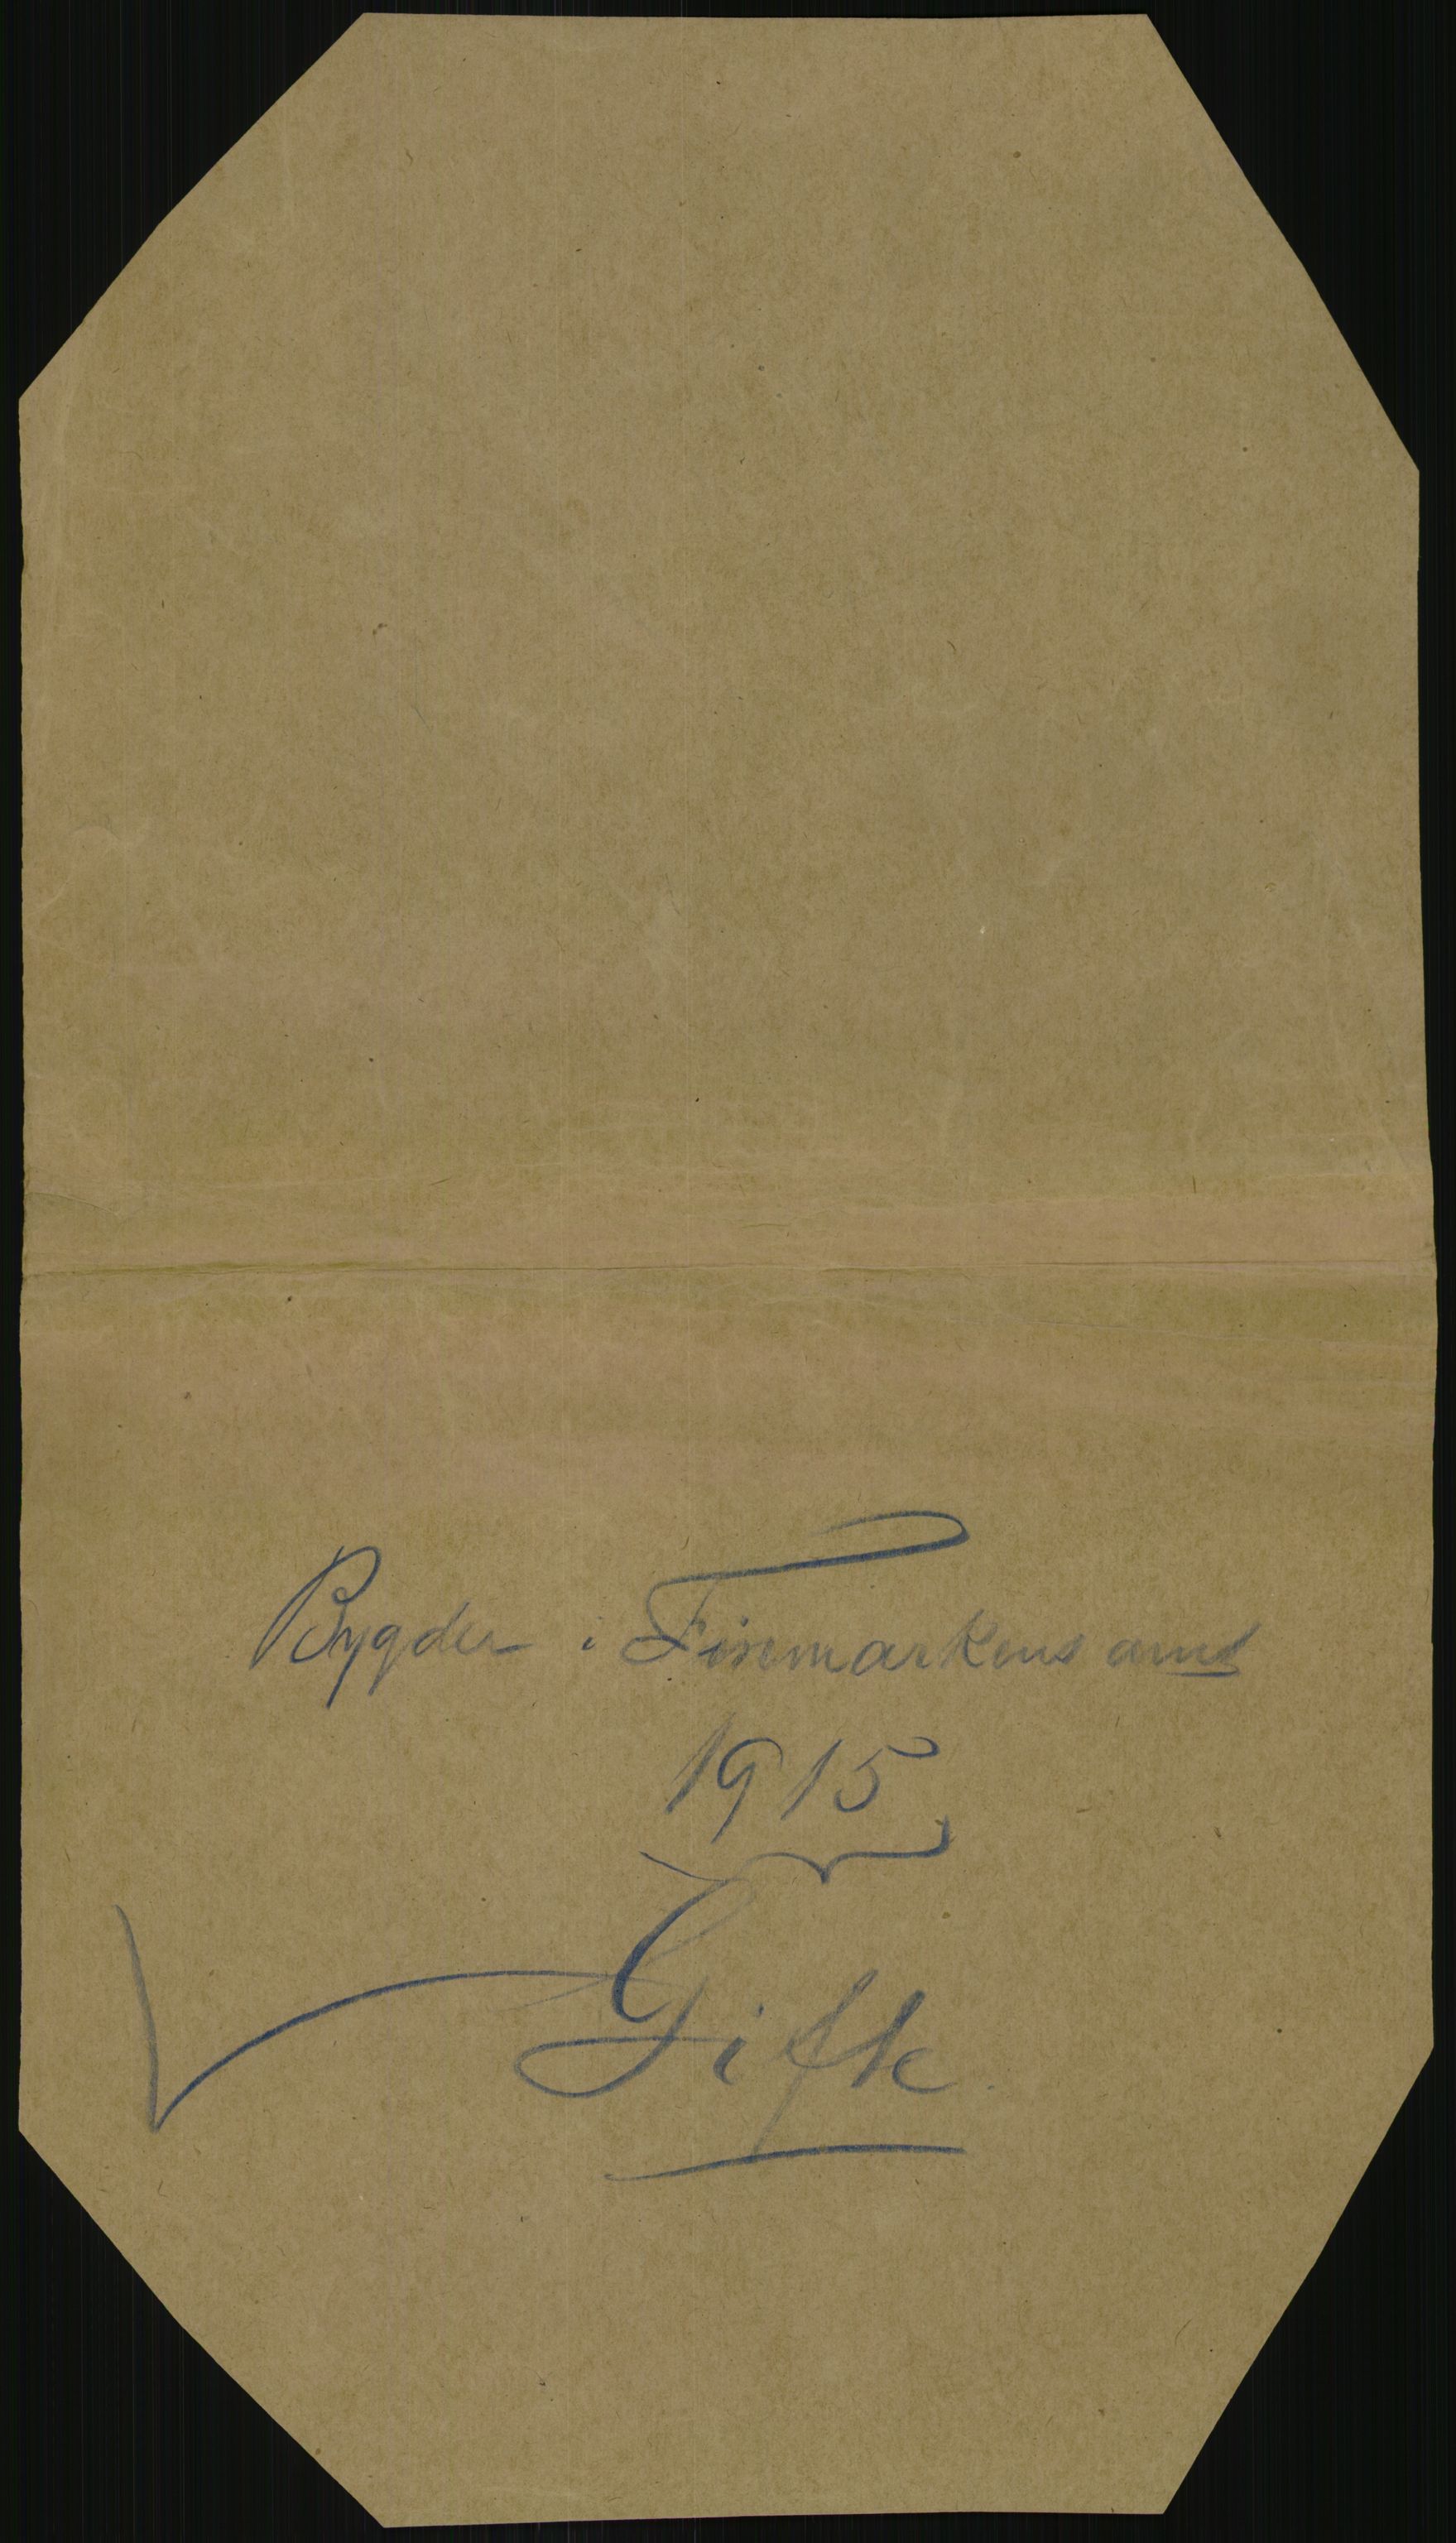 Bygder i Finmarkens amt
1915
Gifte